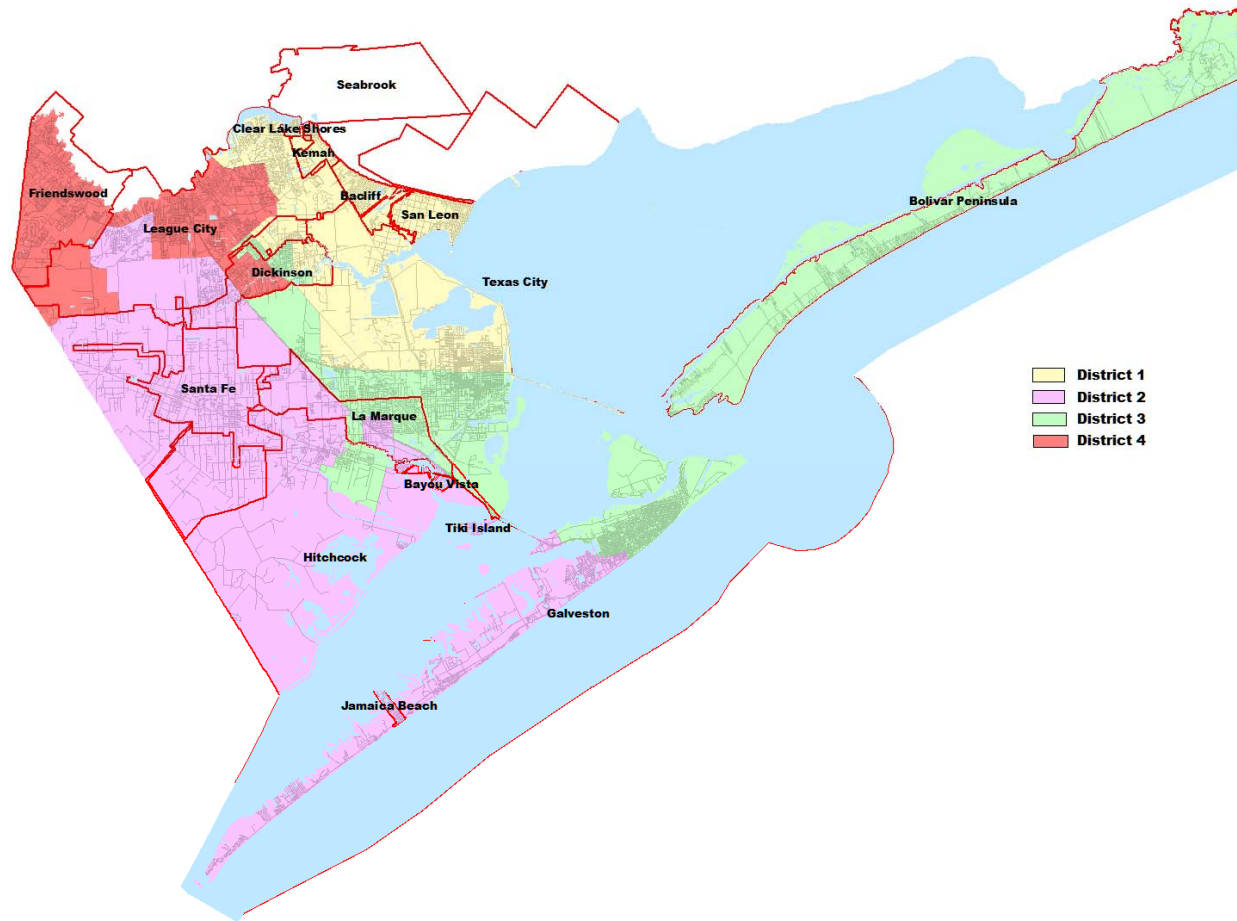 Seabrook
Clear Lake Shores
Kemah
Friendswood
Bacliff
Bolivar Peninsula
San Leon
League City
Dickinson
Texas City
District 1
District 2
Santa Fe
District 3
La Marque
District 4
Bayou Vista
Tiki Island
Hitchcock
Galveston
Jamaica Beach